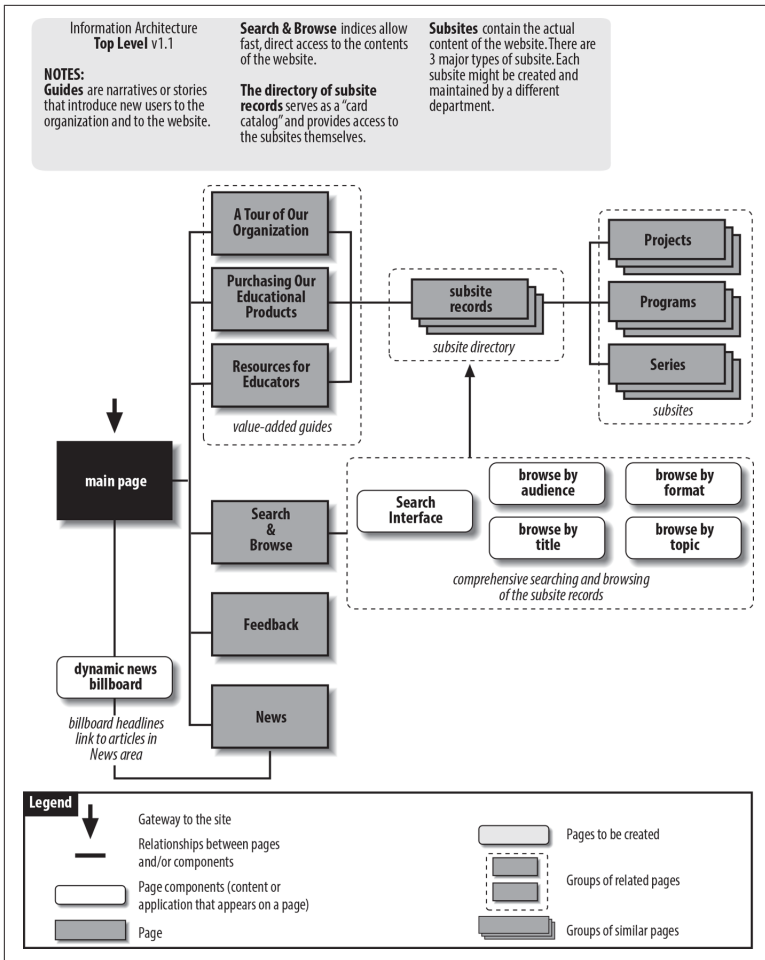 Information Architecture
Top Level v1.1
NOTES:
Guides are narratives or stories
that introduce new users to the
organization and to the website.
Search & Browse indices allow
fast, direct access to the contents
of the website.
The directory of subsite
records serves as a “card
catalog” and provides access to
the subsites themselves.
Subsites contain the actual
content of the website. There are
3 major types of subsite. Each
subsite might be created and
maintained by a different
department.
A Tour of Our
Organization
Purchasing Our
Educational
Products
Resources for
Educators
value-added guides
subsite
records
subsite directory
Projects
Programs
Series
subsites
main page
Search
&
Browse
Search
Interface
browse by
audience
browse by
format
browse by
title
browse by
topic
comprehensive searching and browsing
of the subsite records
Feedback
dynamic news
billboard
News
billboard headlines
link to articles in
News area
Legend
Gateway to the site
Relationships between pages
and/or components
Page components (content or
application that appears on a page)
Page
Pages to be created
Groups of related pages
Groups of similar pages